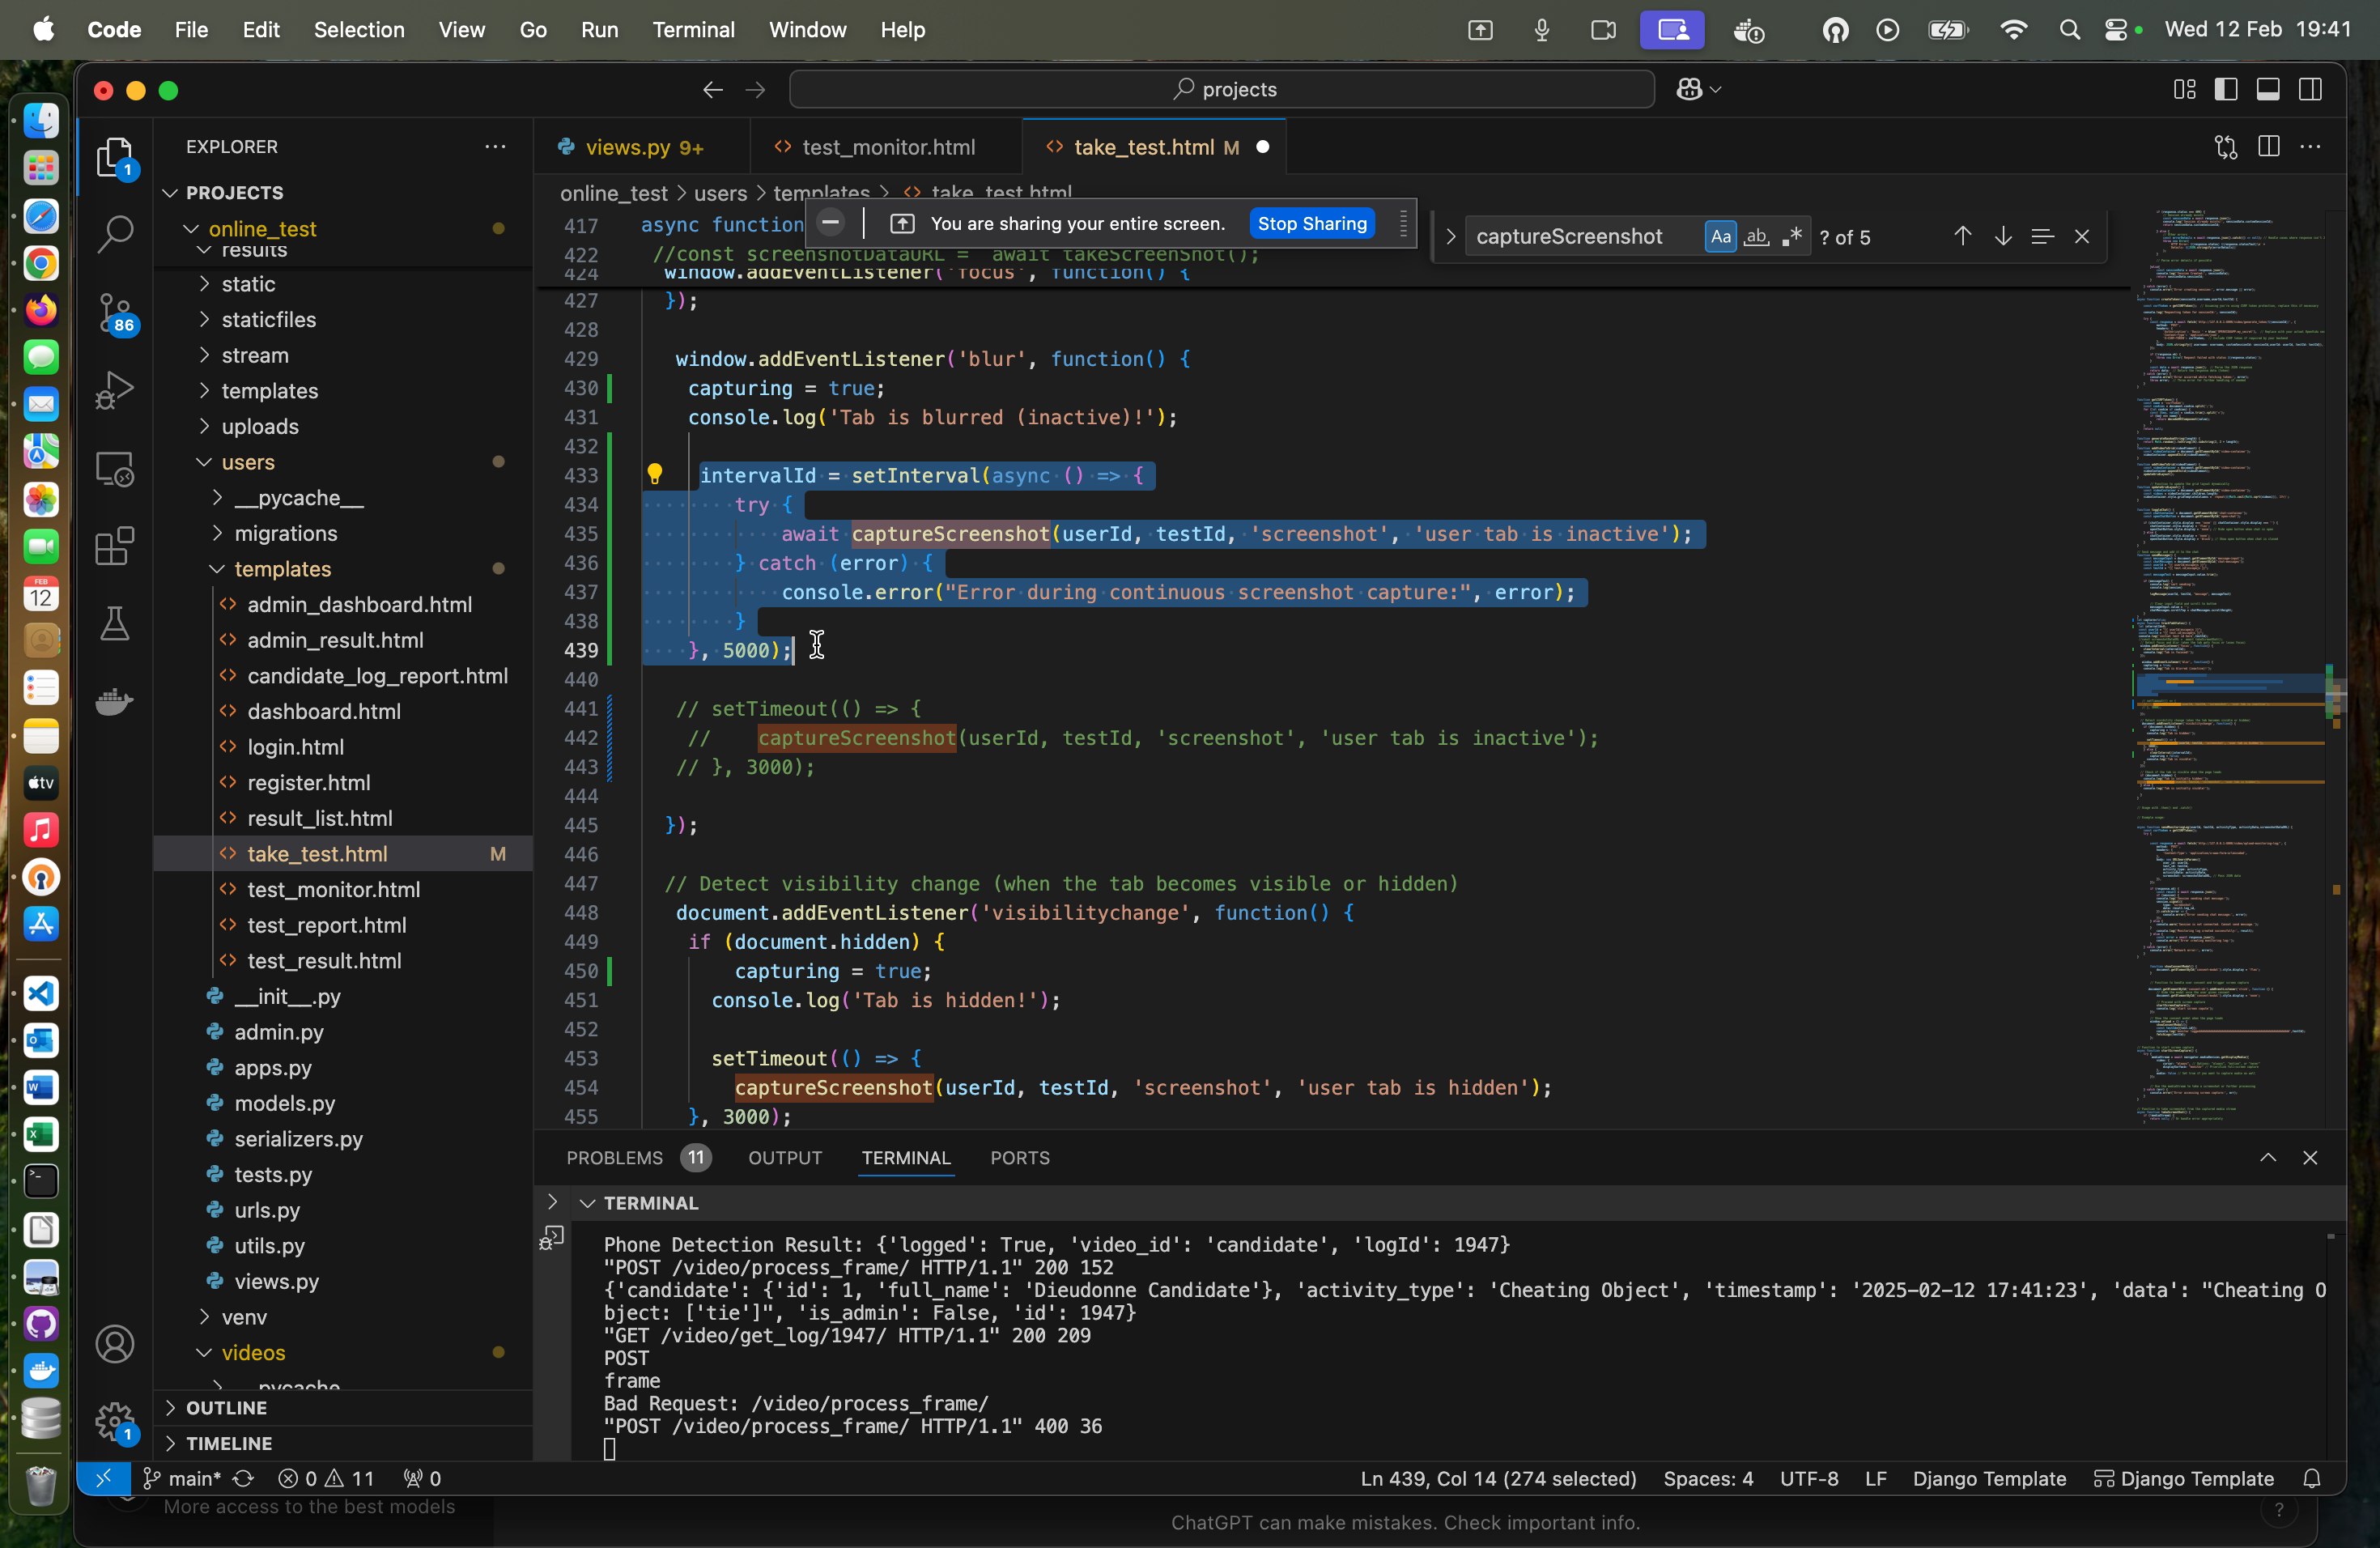 Code File Edit Selection View Go Run Terminal Window Help Wed 12 Feb 19:41
projects
EXPLORER
PROJECTS
online_test
results
static
staticfiles
stream
templates
uploads
users
__pycache__
migrations
templates
admin_dashboard.html
admin_result.html
candidate_log_report.html
dashboard.html
login.html
register.html
result_list.html
take_test.html M
test_monitor.html
test_report.html
test_result.html
__init__.py
admin.py
apps.py
models.py
serializers.py
tests.py
urls.py
utils.py
views.py
venv
videos
__pycache__
OUTLINE
TIMELINE
1
86
1
FEB
12
tv
views.py 9+
test_monitor.html
take_test.html M
online_test > users > templates > take_test.html
You are sharing your entire screen. Stop Sharing
captureScreenshot Aa ab .* ? of 5
417 async function
422 //const screenshotDataURL = await takeScreenShot();
424 window.addEventListener('focus', function() {
427 });
428
429 window.addEventListener('blur', function() {
430 capturing = true;
431 console.log('Tab is blurred (inactive)!');
432
433 intervalId = setInterval(async () => {
434 try {
435 await captureScreenshot(userId, testId, 'screenshot', 'user tab is inactive');
436 } catch (error) {
437 console.error("Error during continuous screenshot capture:", error);
438 }
439 }, 5000);
440
441 // setTimeout(() => {
442 // captureScreenshot(userId, testId, 'screenshot', 'user tab is inactive');
443 // }, 3000);
444
445 });
446
447 // Detect visibility change (when the tab becomes visible or hidden)
448 document.addEventListener('visibilitychange', function() {
449 if (document.hidden) {
450 capturing = true;
451 console.log('Tab is hidden!');
452
453 setTimeout(() => {
454 captureScreenshot(userId, testId, 'screenshot', 'user tab is hidden');
455 }, 3000);
PROBLEMS 11 OUTPUT TERMINAL PORTS
TERMINAL
Phone Detection Result: {'logged': True, 'video_id': 'candidate', 'logId': 1947}
"POST /video/process_frame/ HTTP/1.1" 200 152
{'candidate': {'id': 1, 'full_name': 'Dieudonne Candidate'}, 'activity_type': 'Cheating Object', 'timestamp': '2025-02-12 17:41:23', 'data': "Cheating O
bject: ['tie']", 'is_admin': False, 'id': 1947}
"GET /video/get_log/1947/ HTTP/1.1" 200 209
POST
frame
Bad Request: /video/process_frame/
"POST /video/process_frame/ HTTP/1.1" 400 36
main* 0 11 0
Ln 439, Col 14 (274 selected) Spaces: 4 UTF-8 LF Django Template Django Template
More access to the best models
ChatGPT can make mistakes. Check important info.
?